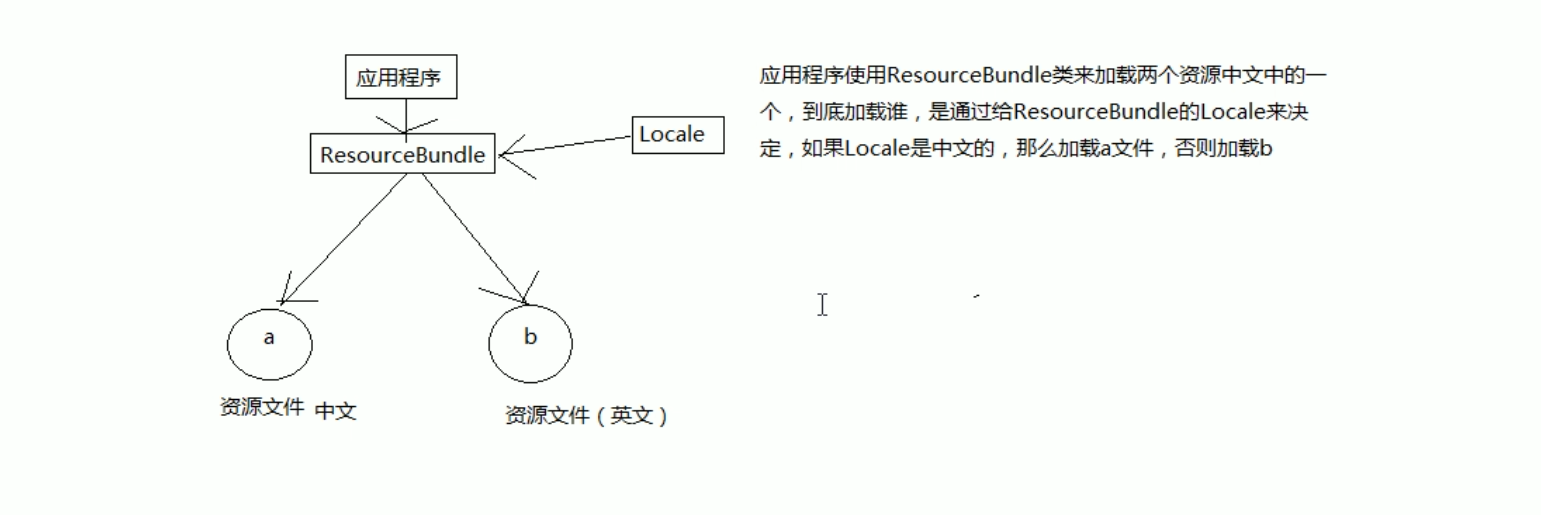 应用程序
ResourceBundle
Locale
a
b
资源文件 中文
资源文件（英文）
应用程序使用ResourceBundle类来加载两个资源中文中的一
个，到底加载谁，是通过给ResourceBundle的Locale来决
定，如果Locale是中文的，那么加载a文件，否则加载b